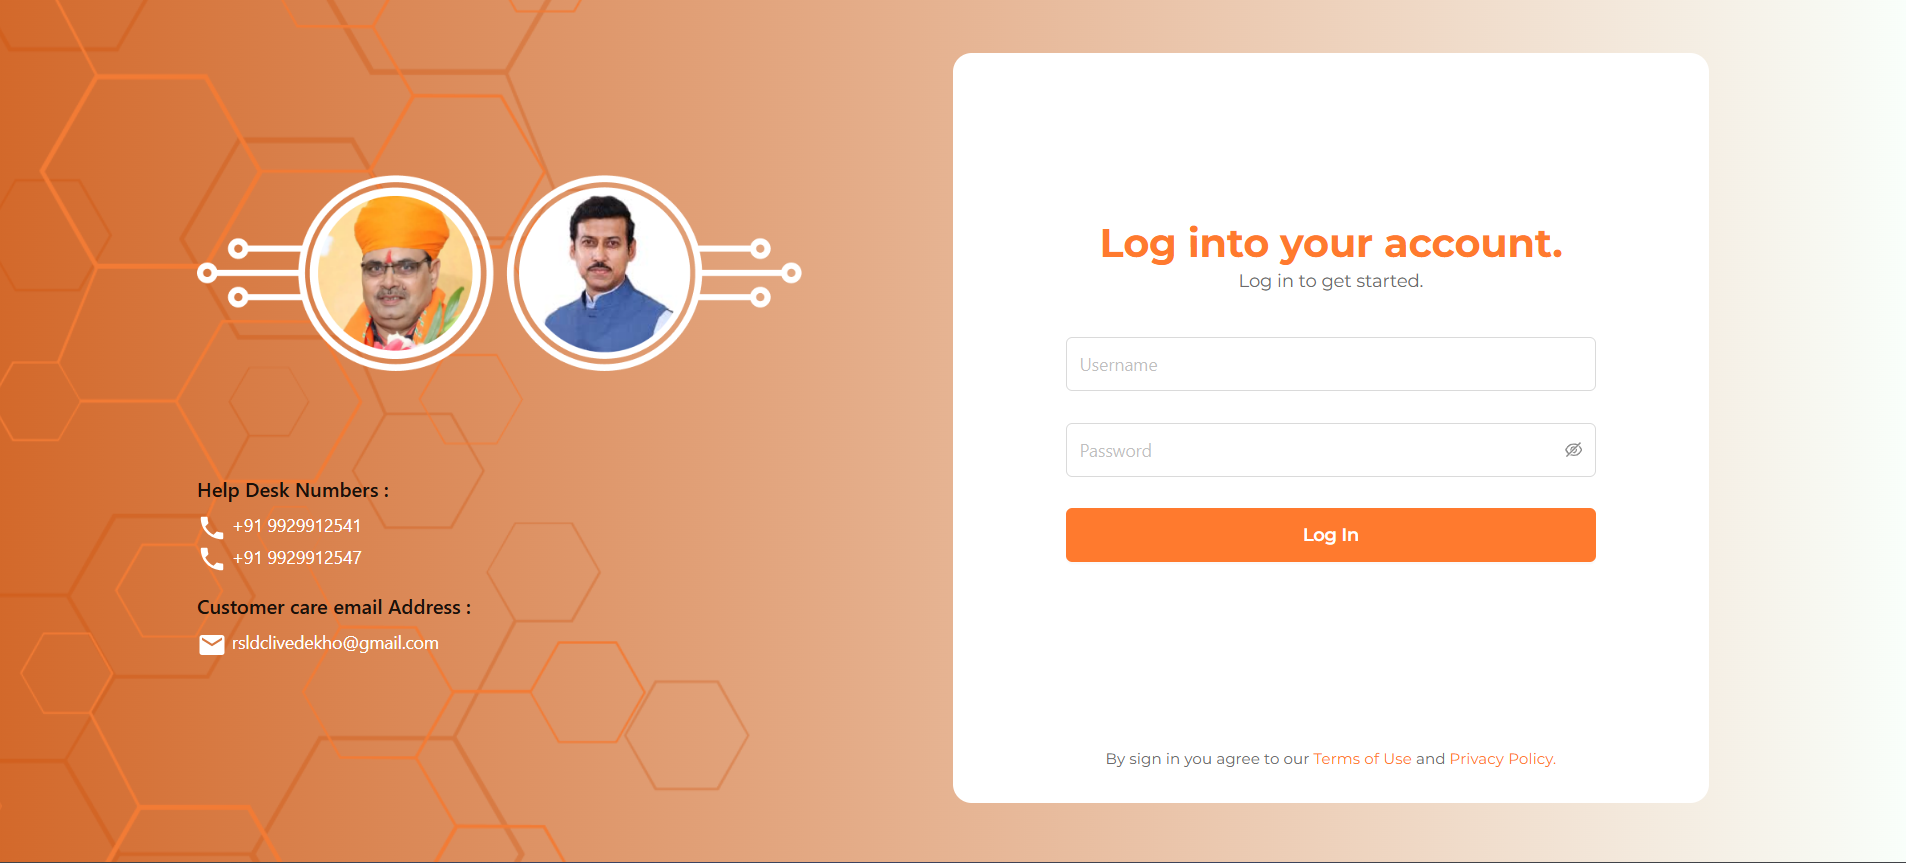 Help Desk Numbers :
+91 9929912541
+91 9929912547
Customer care email Address :
rsldclivedekho@gmail.com
Log into your account.
Log in to get started.
Username
Password
Log In
By sign in you agree to our Terms of Use and Privacy Policy.